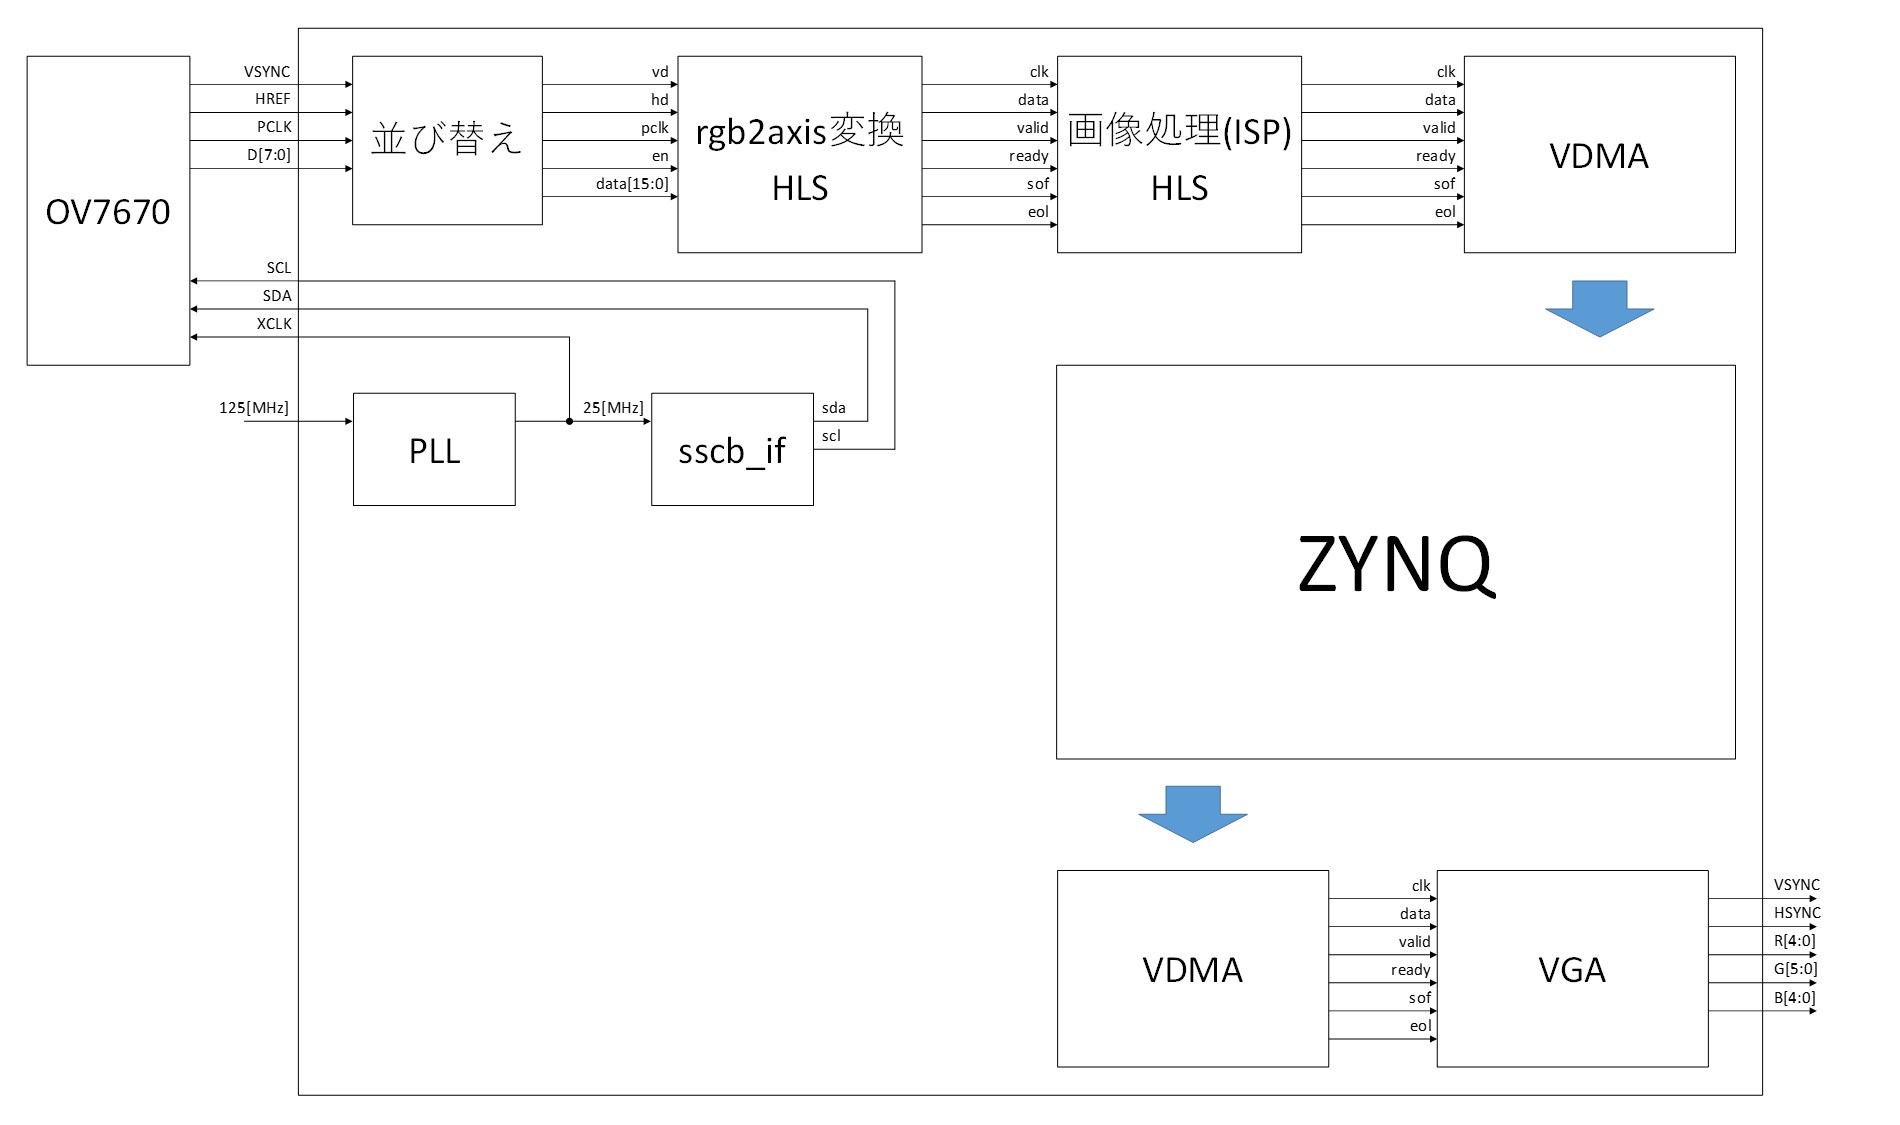 OV7670
VSYNC
HREF
PCLK
D[7:0]
並び替え
vd
hd
pclk
en
data[15:0]
rgb2axis変換
HLS
clk
data
valid
ready
sof
eol
画像処理(ISP)
HLS
clk
data
valid
ready
sof
eol
VDMA
SCL
SDA
XCLK
125[MHz]
PLL
25[MHz]
sscb_if
sda
scl
ZYNQ
VDMA
clk
data
valid
ready
sof
eol
VGA
VSYNC
HSYNC
R[4:0]
G[5:0]
B[4:0]